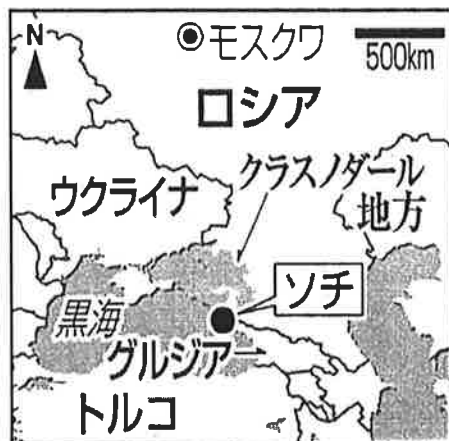 N
モスクワ
500km
ロシア
クラスノダール
地方
ウクライナ
ソチ
黒海
グルジア
トルコ